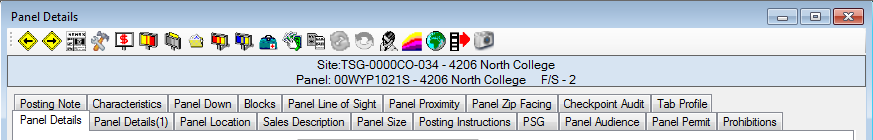 Panel Details
Site:TSG-0000CO-034 - 4206 North College
Panel: 00WYP1021S - 4206 North College F/S - 2
Posting Note Characteristics Panel Down Blocks Panel Line of Sight Panel Proximity Panel Zip Facing Checkpoint Audit Tab Profile
Panel Details Panel Details(1) Panel Location Sales Description Panel Size Posting Instructions PSG Panel Audience Panel Permit Prohibitions